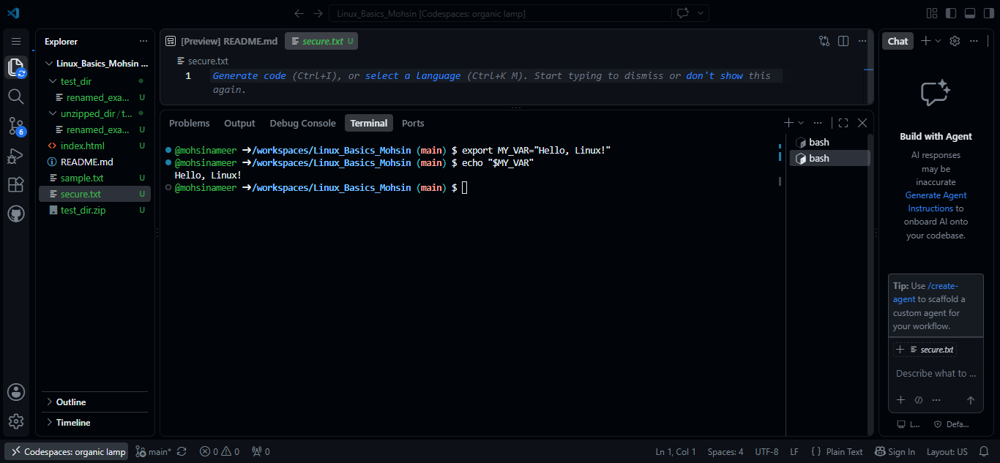 Linux_Basics_Mohsin [Codespaces: organic lamp]
Explorer
Linux_Basics_Mohsin ...
test_dir
renamed_exa... U
unzipped_dir/t...
renamed_exa... U
index.html U
README.md
sample.txt U
secure.txt U
test_dir.zip U
Outline
Timeline
6
[Preview] README.md
secure.txt U
secure.txt
1 Generate code (Ctrl+I), or select a language (Ctrl+K M). Start typing to dismiss or don't show this
again.
Problems Output Debug Console Terminal Ports
@mohsinameer ➜/workspaces/Linux_Basics_Mohsin (main) $ export MY_VAR="Hello, Linux!"
@mohsinameer ➜/workspaces/Linux_Basics_Mohsin (main) $ echo "$MY_VAR"
Hello, Linux!
@mohsinameer ➜/workspaces/Linux_Basics_Mohsin (main) $
bash
bash
Chat
Build with Agent
AI responses
may be
inaccurate
Generate Agent
Instructions to
onboard AI onto
your codebase.
Tip: Use /create-
agent to scaffold a
custom agent for
your workflow.
secure.txt
Describe what to ...
L... Defa...
Codespaces: organic lamp main* 0 0 0 Ln 1, Col 1 Spaces: 4 UTF-8 LF { } Plain Text Sign In Layout: US